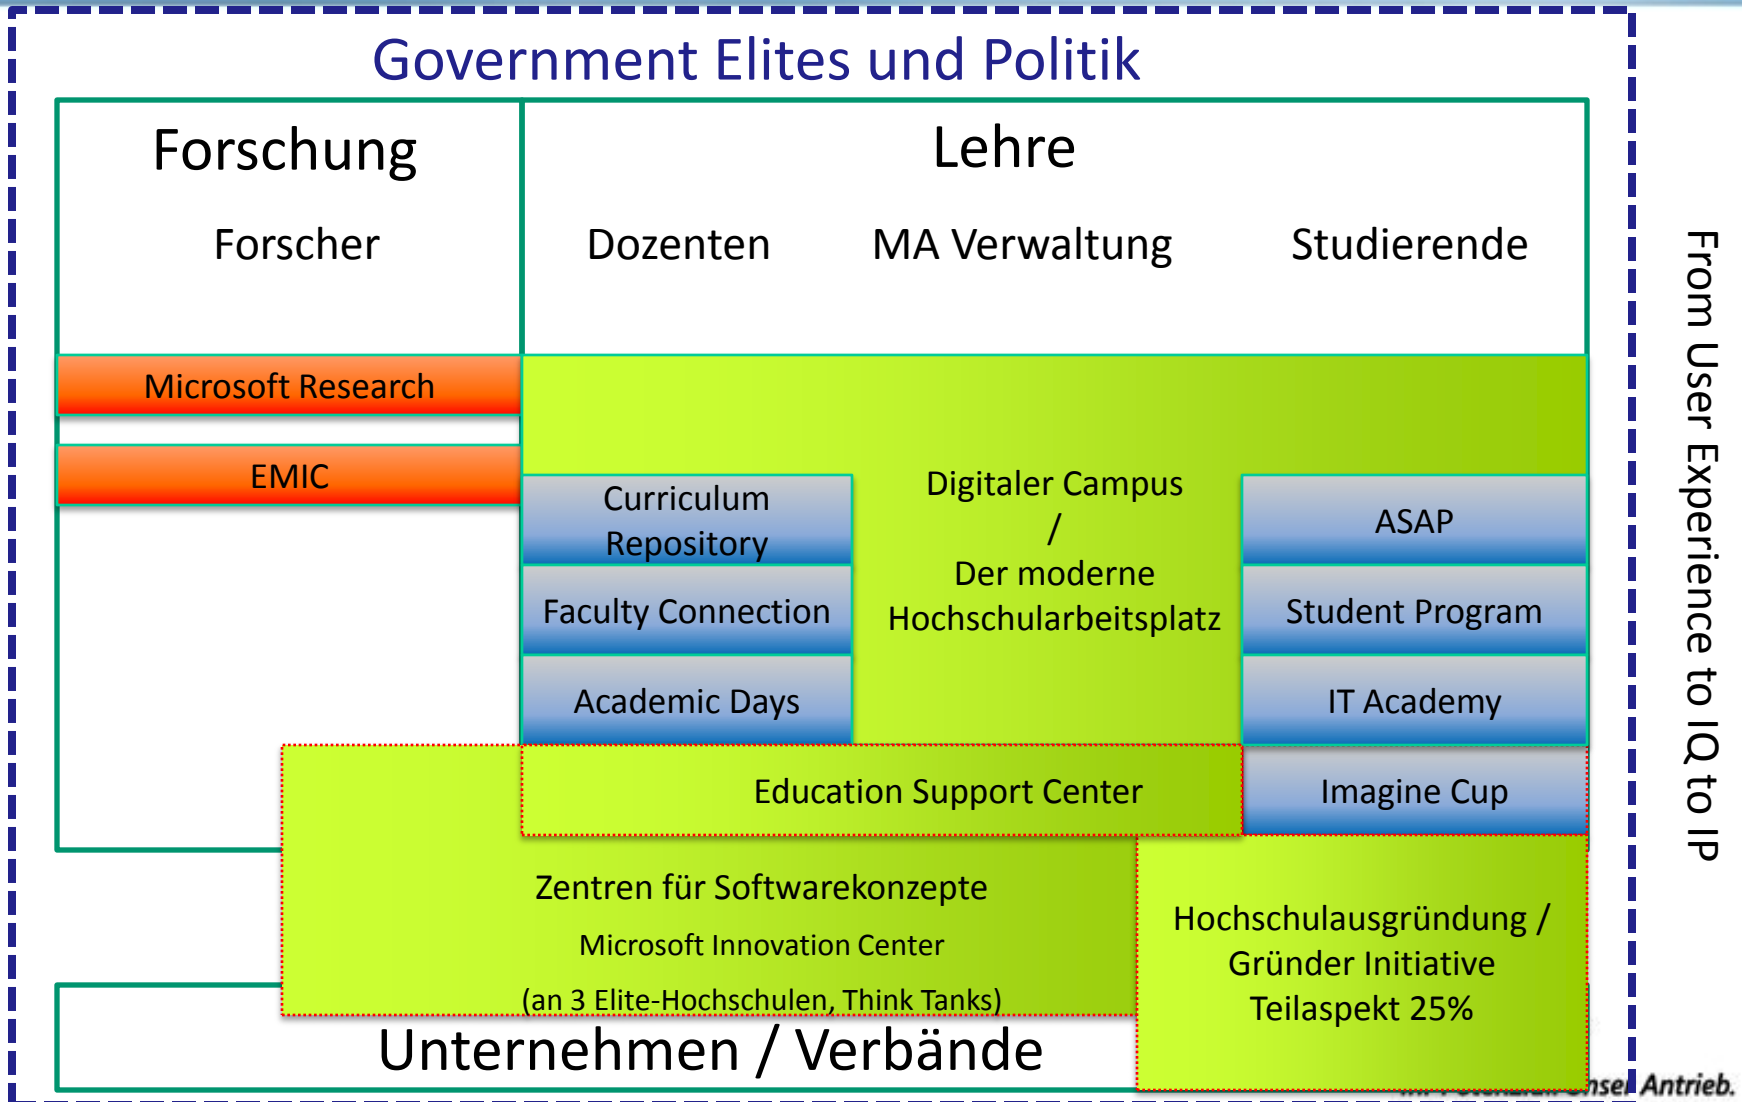 Government Elites und Politik
Forschung
Lehre
Forscher
Dozenten
MA Verwaltung
Studierende
Microsoft Research
EMIC
Curriculum
Repository
Faculty Connection
Academic Days
Digitaler Campus
/
Der moderne
Hochschularbeitsplatz
ASAP
Student Program
IT Academy
Education Support Center
Imagine Cup
Zentren für Softwarekonzepte
Microsoft Innovation Center
(an 3 Elite-Hochschulen, Think Tanks)
Hochschulausgründung /
Gründer Initiative
Teilaspekt 25%
Unternehmen / Verbände
From User Experience to IQ to IP
Antrieb.